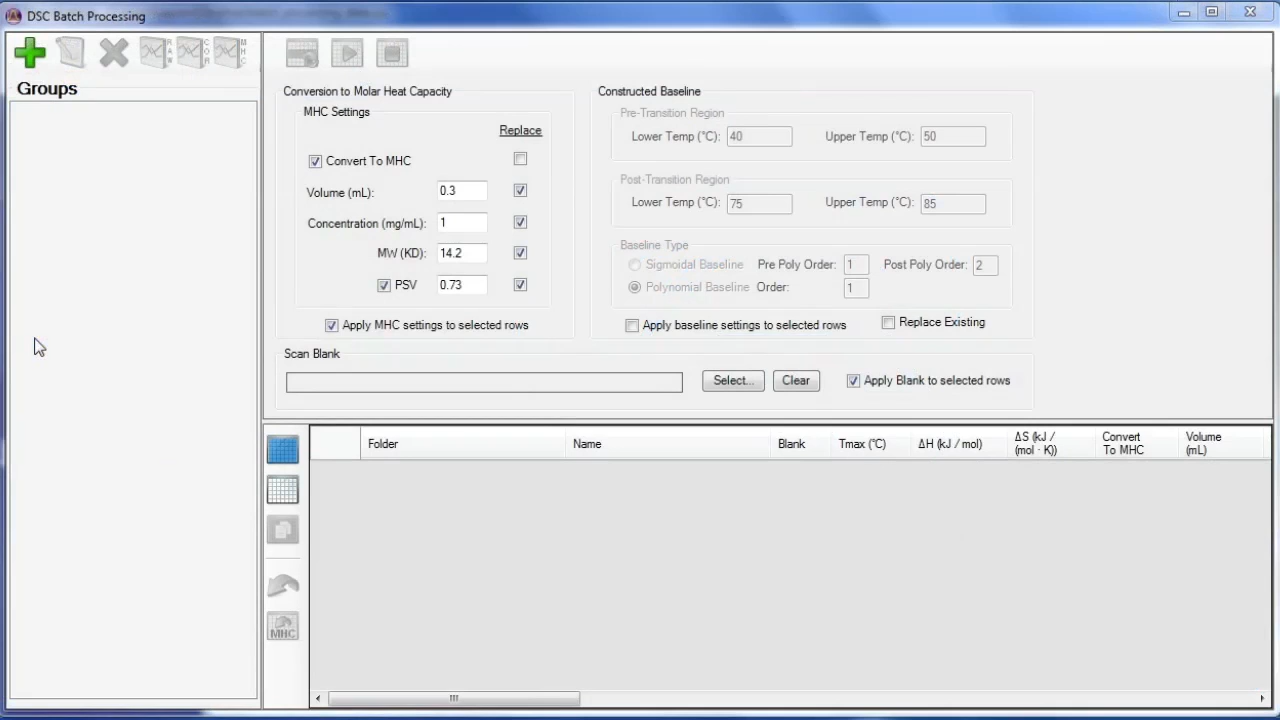 DSC Batch Processing
RAW
COR
MHC
Groups
Conversion to Molar Heat Capacity
MHC Settings
Replace
Convert To MHC
Volume (mL): 0.3
Concentration (mg/mL): 1
MW (KD): 14.2
PSV 0.73
Apply MHC settings to selected rows
Constructed Baseline
Pre-Transition Region
Lower Temp (°C): 40 Upper Temp (°C): 50
Post-Transition Region
Lower Temp (°C): 75 Upper Temp (°C): 85
Baseline Type
Sigmoidal Baseline Pre Poly Order: 1 Post Poly Order: 2
Polynomial Baseline Order: 1
Apply baseline settings to selected rows Replace Existing
Scan Blank
Select... Clear Apply Blank to selected rows
Folder Name Blank Tmax (°C) ΔH (kJ / mol) ΔS (kJ / (mol · K)) Convert To MHC Volume (mL)
MHC